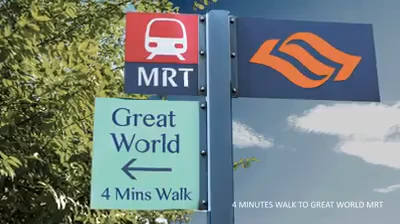 MRT
Great
World
4 Mins Walk
4 MINUTES WALK TO GREAT WORLD MRT